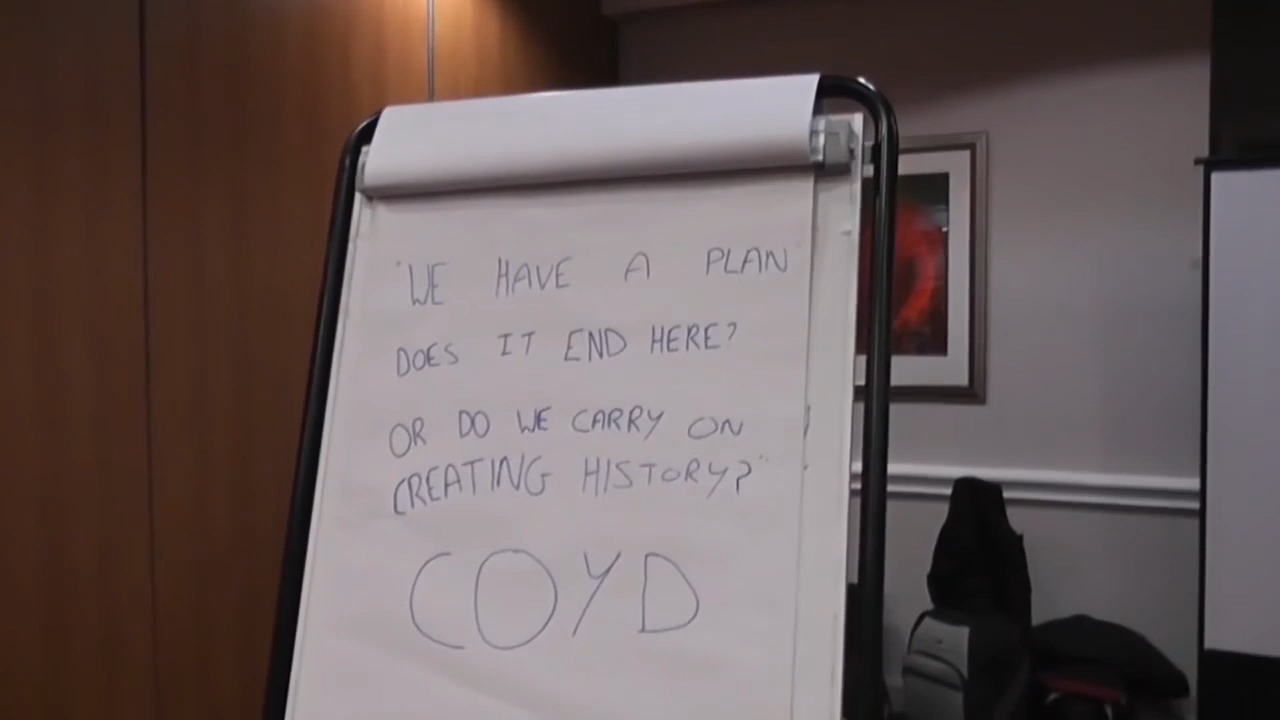 "WE HAVE A PLAN"
DOES IT END HERE?
OR DO WE CARRY ON
CREATING HISTORY?"
COYD